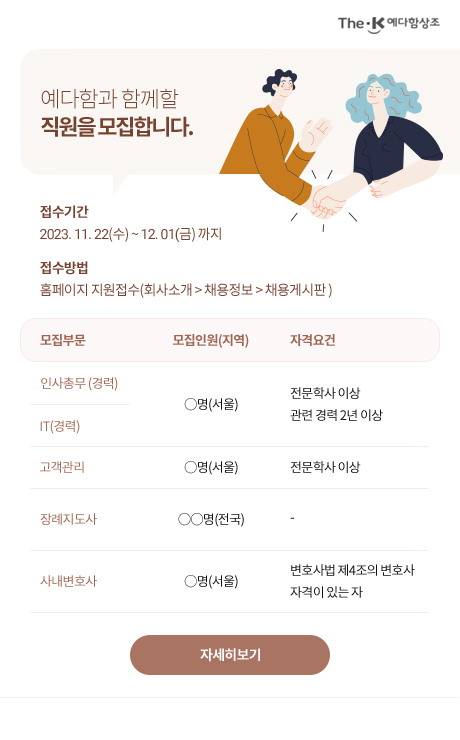 The K 예다함상조
예다함과 함께할
직원을 모집합니다.
접수기간
2023. 11. 22(수) ~ 12. 01(금) 까지
접수방법
홈페이지 지원접수(회사소개 > 채용정보 > 채용게시판 )
모집부문 모집인원(지역) 자격요건
인사총무 (경력)
IT(경력)
◯명(서울)
전문학사 이상
관련 경력 2년 이상
고객관리 ◯명(서울) 전문학사 이상
장례지도사 ◯◯명(전국) -
사내변호사 ◯명(서울)
변호사법 제4조의 변호사
자격이 있는 자
자세히보기